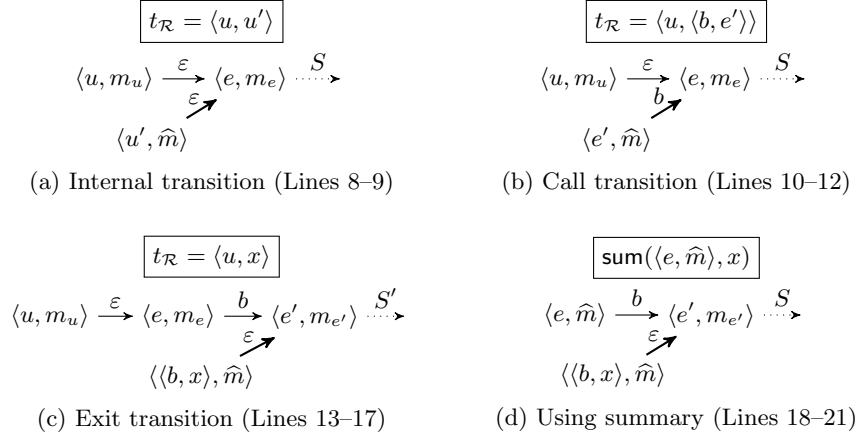 t_R = ⟨u, u′⟩
⟨u, m_u⟩ ε ⟨e, m_e⟩ S
ε
⟨u′, m̂⟩
(a) Internal transition (Lines 8–9)
t_R = ⟨u, ⟨b, e′⟩⟩
⟨u, m_u⟩ ε ⟨e, m_e⟩ S
b
⟨e′, m̂⟩
(b) Call transition (Lines 10–12)
t_R = ⟨u, x⟩
⟨u, m_u⟩ ε ⟨e, m_e⟩ b ⟨e′, m_e′⟩ S′
ε
⟨⟨b, x⟩, m̂⟩
(c) Exit transition (Lines 13–17)
sum(⟨e, m̂⟩, x)
⟨e, m̂⟩ b ⟨e′, m_e′⟩ S
ε
⟨⟨b, x⟩, m̂⟩
(d) Using summary (Lines 18–21)